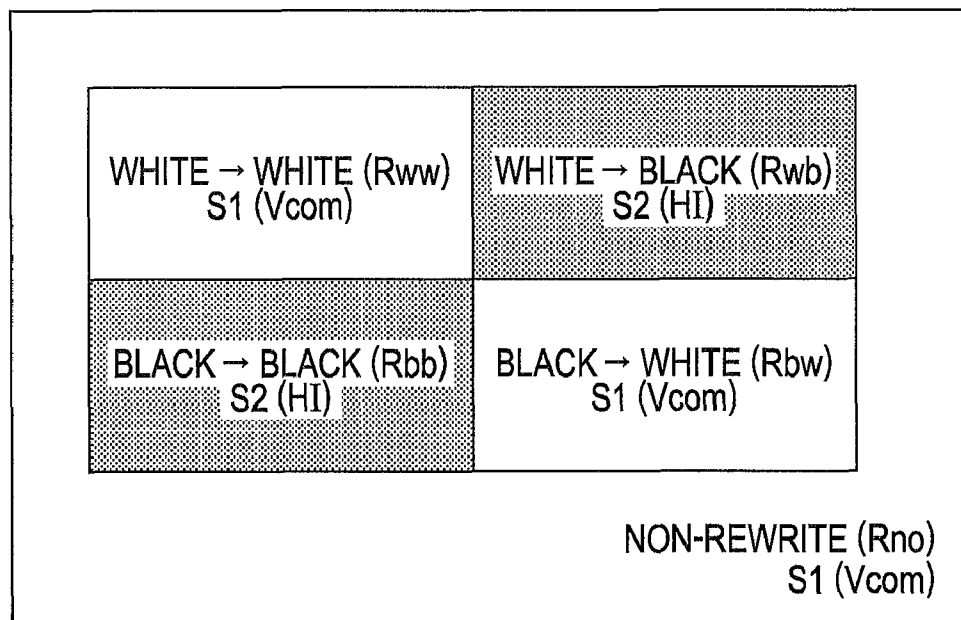 WHITE → WHITE (Rww)
S1 (Vcom)
WHITE → BLACK (Rwb)
S2 (HI)
BLACK → BLACK (Rbb)
S2 (HI)
BLACK → WHITE (Rbw)
S1 (Vcom)
NON-REWRITE (Rno)
S1 (Vcom)